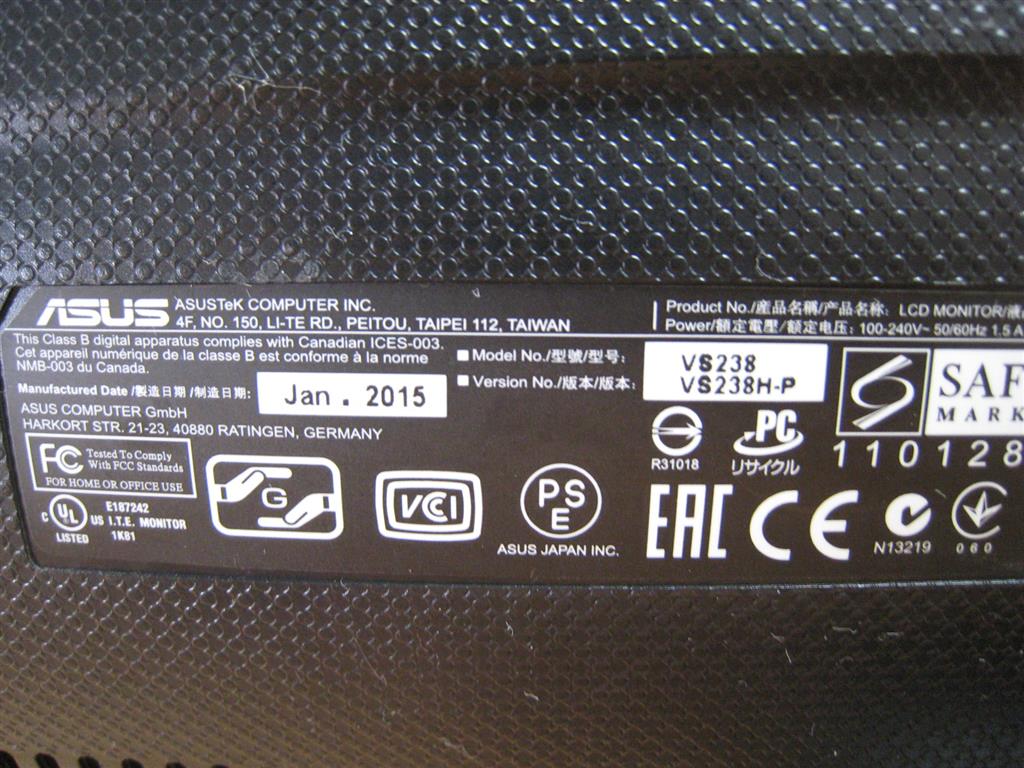 ASUS
ASUSTeK COMPUTER INC.
4F, NO. 150, LI-TE RD., PEITOU, TAIPEI 112, TAIWAN
Product No./產品名稱/产品名称: LCD MONITOR/液
Power/額定電壓/额定电压: 100-240V~ 50/60Hz 1.5A
This Class B digital apparatus complies with Canadian ICES-003.
Cet appareil numérique de la classe B est conforme à la norme
NMB-003 du Canada.
■ Model No./型號/型号: VS238
■ Version No./版本/版本: VS238H-P
Manufactured Date /製造日期 /制造日期: Jan . 2015
ASUS COMPUTER GmbH
HARKORT STR. 21-23, 40880 RATINGEN, GERMANY
FC Tested To Comply
With FCC Standards
FOR HOME OR OFFICE USE
C UL US
LISTED
E187242
I.T.E. MONITOR
1K81
G
VCI
PS
E
ASUS JAPAN INC.
R31018
PC
リサイクル
SAF
MARK
110128
EAC
CE
N13219
060